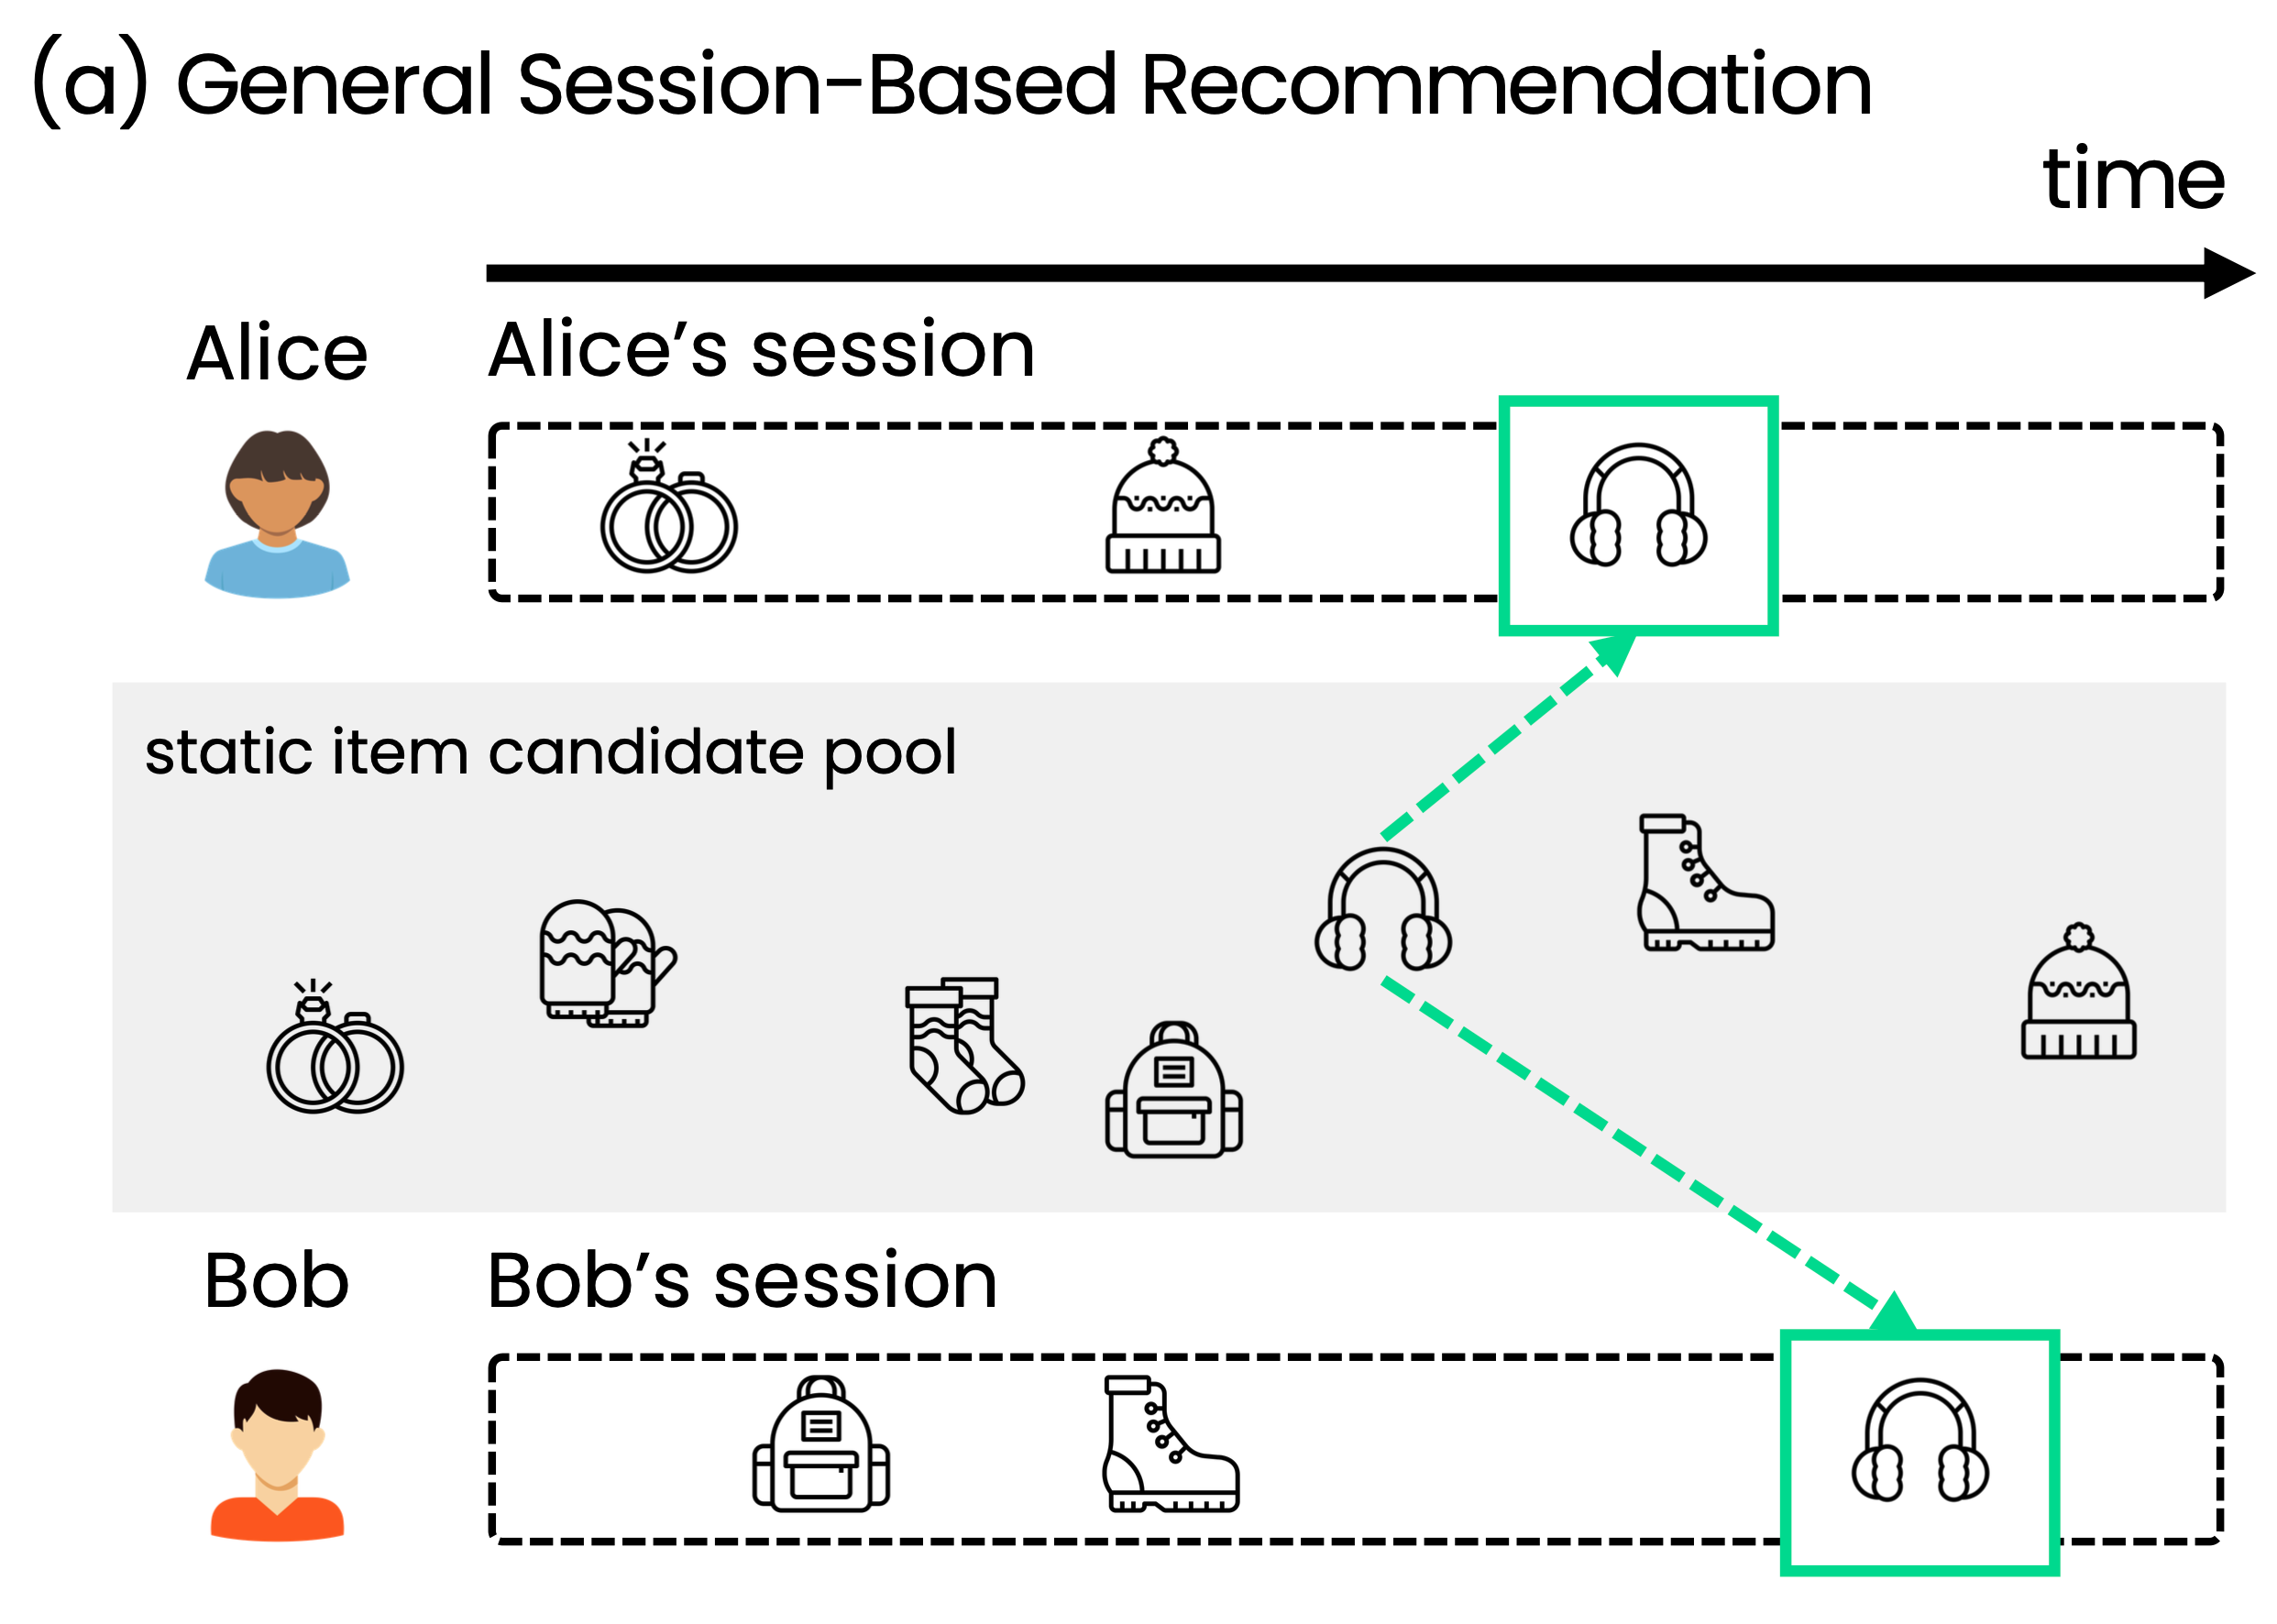 (a) General Session-Based Recommendation
time
Alice
Alice’s session
static item candidate pool
Bob
Bob’s session